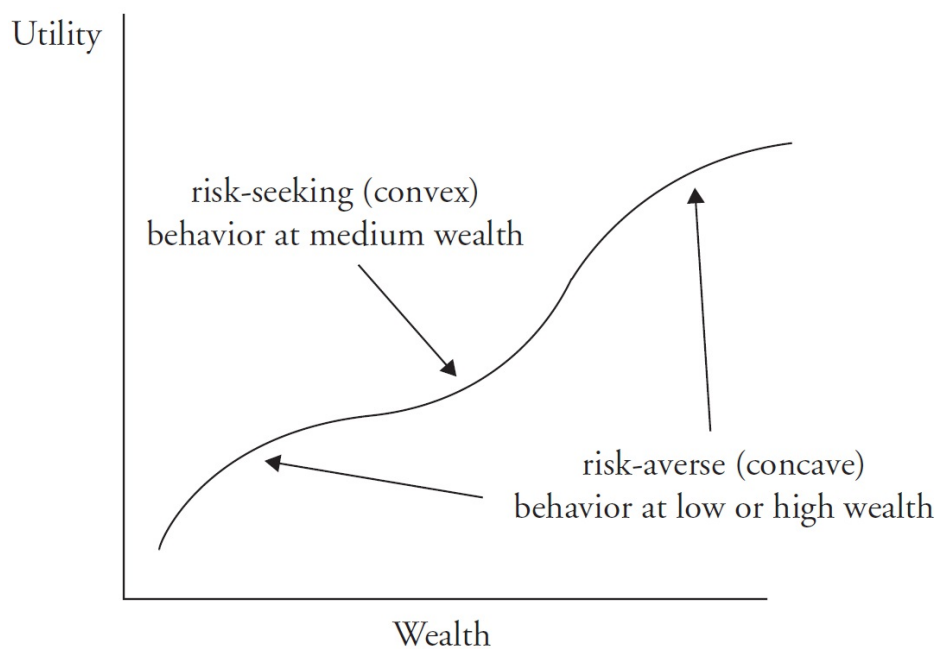 Utility
risk-seeking (convex)
behavior at medium wealth
risk-averse (concave)
behavior at low or high wealth
Wealth